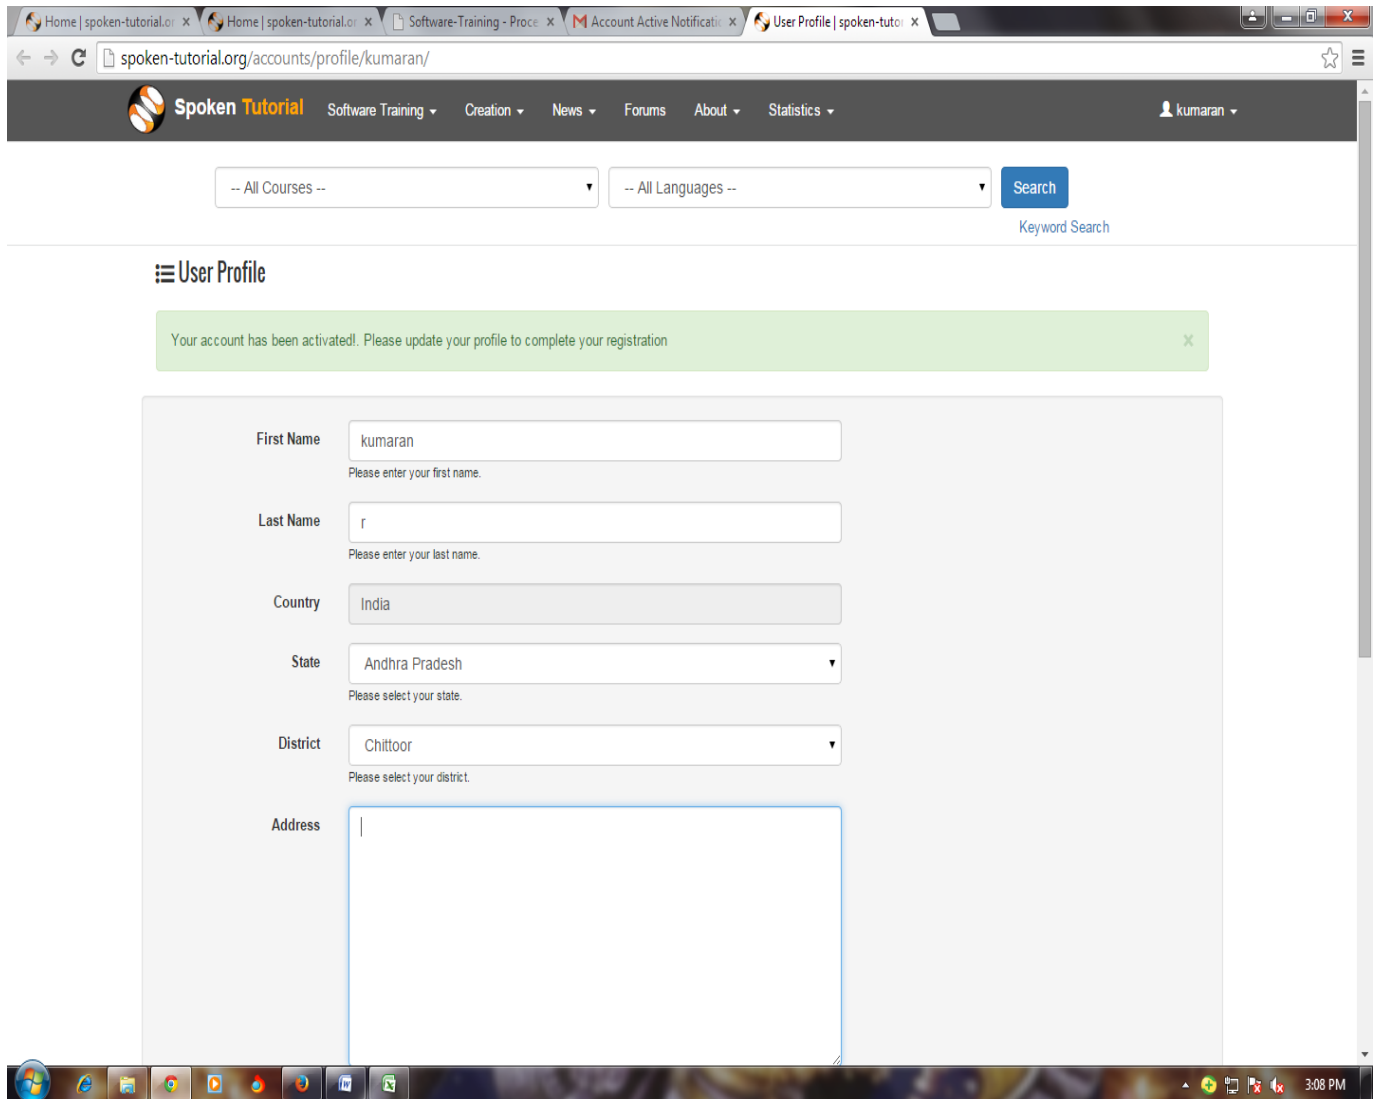 Home | spoken-tutorial.or
Home | spoken-tutorial.or
Software-Training - Proce
Account Active Notificatio
User Profile | spoken-tutor
spoken-tutorial.org/accounts/profile/kumaran/
Spoken Tutorial
Software Training
Creation
News
Forums
About
Statistics
kumaran
-- All Courses --
-- All Languages --
Search
Keyword Search
User Profile
Your account has been activated!. Please update your profile to complete your registration
x
First Name
kumaran
Please enter your first name.
Last Name
r
Please enter your last name.
Country
India
State
Andhra Pradesh
Please select your state.
District
Chittoor
Please select your district.
Address
3:08 PM